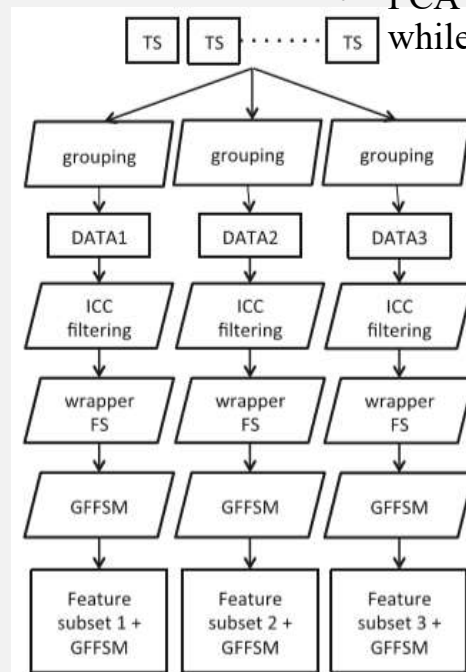 PCA
while
TS TS ........ TS
grouping grouping grouping
DATA1 DATA2 DATA3
ICC ICC ICC
filtering filtering filtering
wrapper wrapper wrapper
FS FS FS
GFFSM GFFSM GFFSM
Feature Feature Feature
subset 1 + subset 2 + subset 3 +
GFFSM GFFSM GFFSM